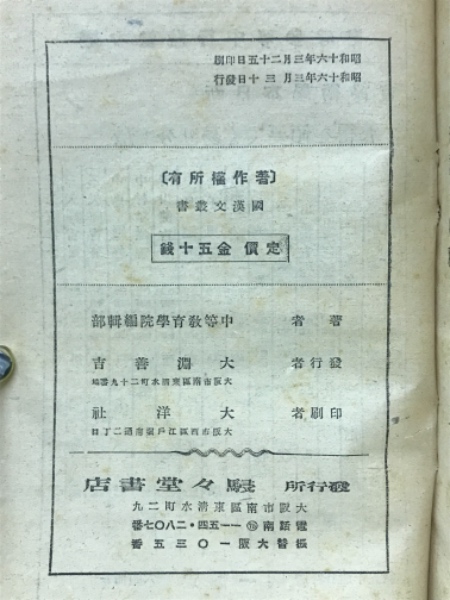 昭和十六年三月二十五日印刷
昭和十六年三月三十日發行
〔著作權所有〕
國漢文叢書
定價金五十錢
著者 中等教育學院編輯部
發行者 大淵善吉
大阪市南區東淸水町二十九番地
印刷者 大洋社
大阪市西區江戶堀南通二丁目
發行所 駸々堂書店
大阪市南區東淸水町二九
電話南⑺一一五四・二八〇七番
振替大阪一〇三五番